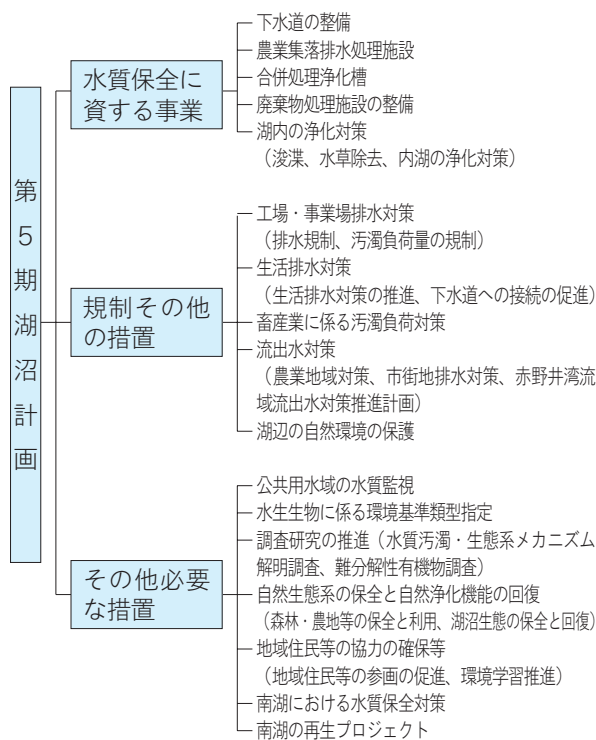 第5期湖沼計画
水質保全に
資する事業
下水道の整備
農業集落排水処理施設
合併処理浄化槽
廃棄物処理施設の整備
湖内の浄化対策
（浚渫、水草除去、内湖の浄化対策）
規制その他
の措置
工場・事業場排水対策
（排水規制、汚濁負荷量の規制）
生活排水対策
（生活排水対策の推進、下水道への接続の促進）
畜産業に係る汚濁負荷対策
流出水対策
（農業地域対策、市街地排水対策、赤野井湾流
域流出水対策推進計画）
湖辺の自然環境の保護
その他必要
な措置
公共用水域の水質監視
水生生物に係る環境基準類型指定
調査研究の推進（水質汚濁・生態系メカニズム
解明調査、難分解性有機物調査）
自然生態系の保全と自然浄化機能の回復
（森林・農地等の保全と利用、湖沼生態の保全と回復）
地域住民等の協力の確保等
（地域住民等の参画の促進、環境学習推進）
南湖における水質保全対策
南湖の再生プロジェクト